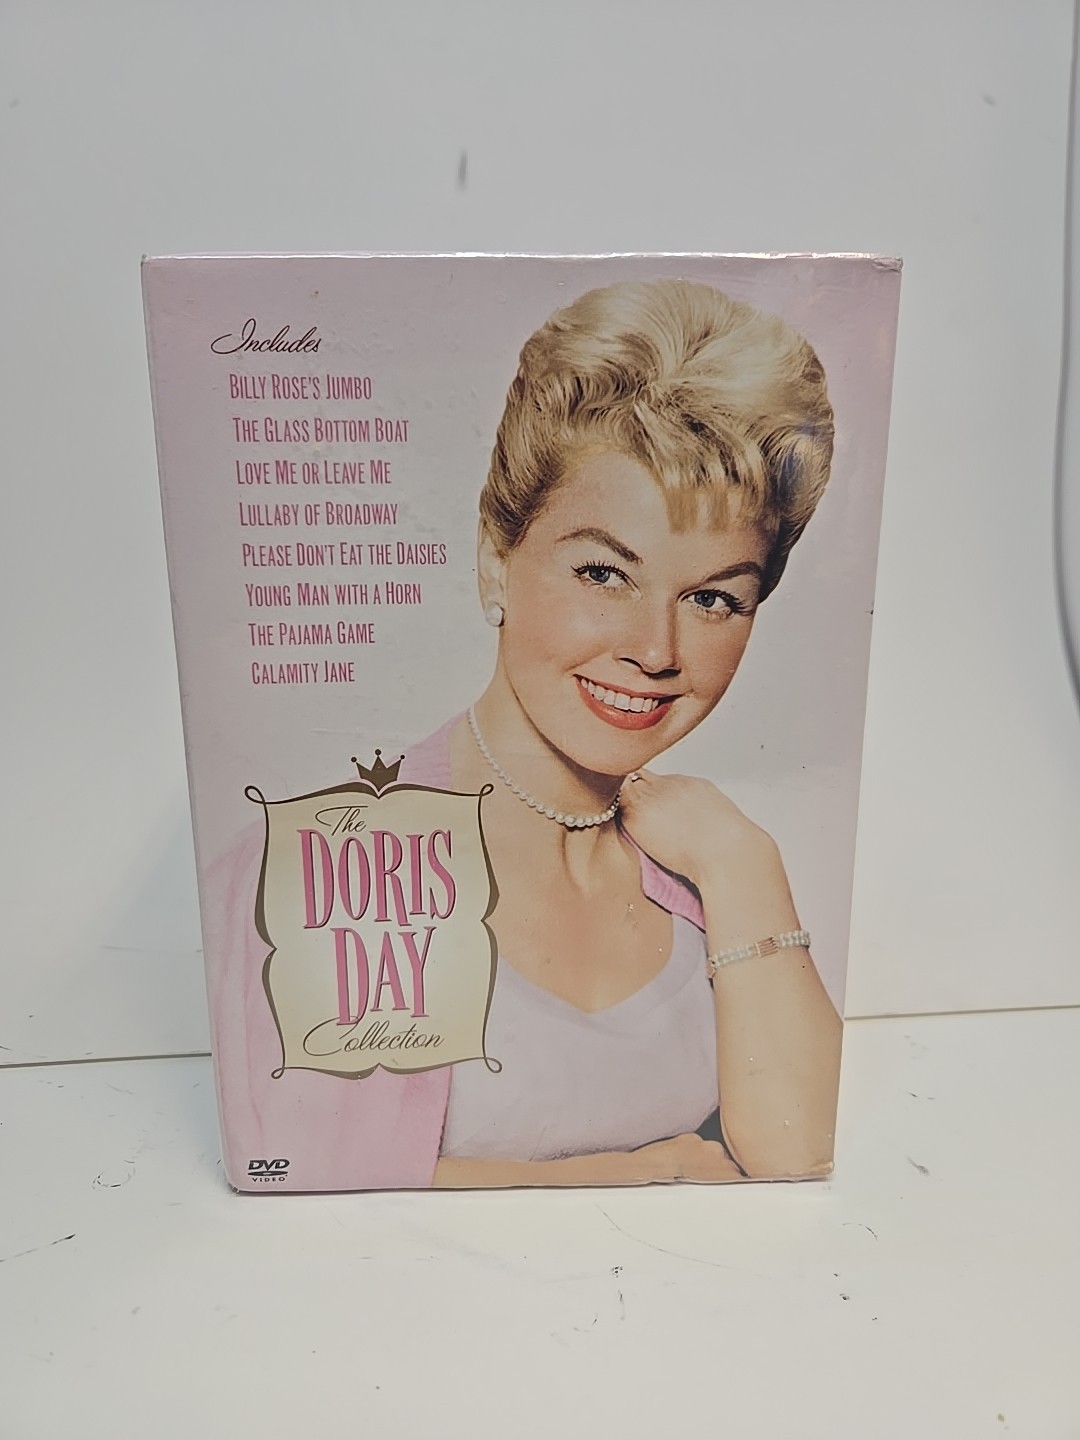 Includes
BILLY ROSE'S JUMBO
THE GLASS BOTTOM BOAT
LOVE ME OR LEAVE ME
LULLABY OF BROADWAY
PLEASE DON'T EAT THE DAISIES
YOUNG MAN WITH A HORN
THE PAJAMA GAME
CALAMITY JANE
The
DORIS
DAY
Collection
DVD
VIDEO